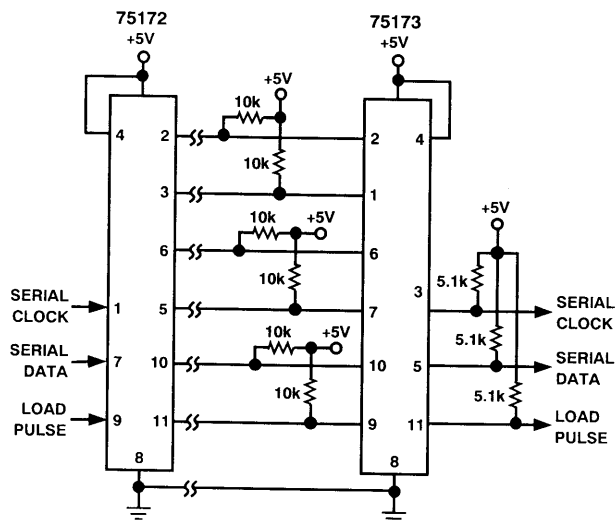 75172
75173
+5V
+5V
+5V
10k
4
2
2
4
10k
3
1
10k
+5V
+5V
6
6
10k
5.1k
SERIAL
CLOCK
1
5
7
3
SERIAL
CLOCK
10k
+5V
5.1k
SERIAL
DATA
7
10
10
5
SERIAL
DATA
10k
5.1k
LOAD
PULSE
9
11
9
11
LOAD
PULSE
8
8